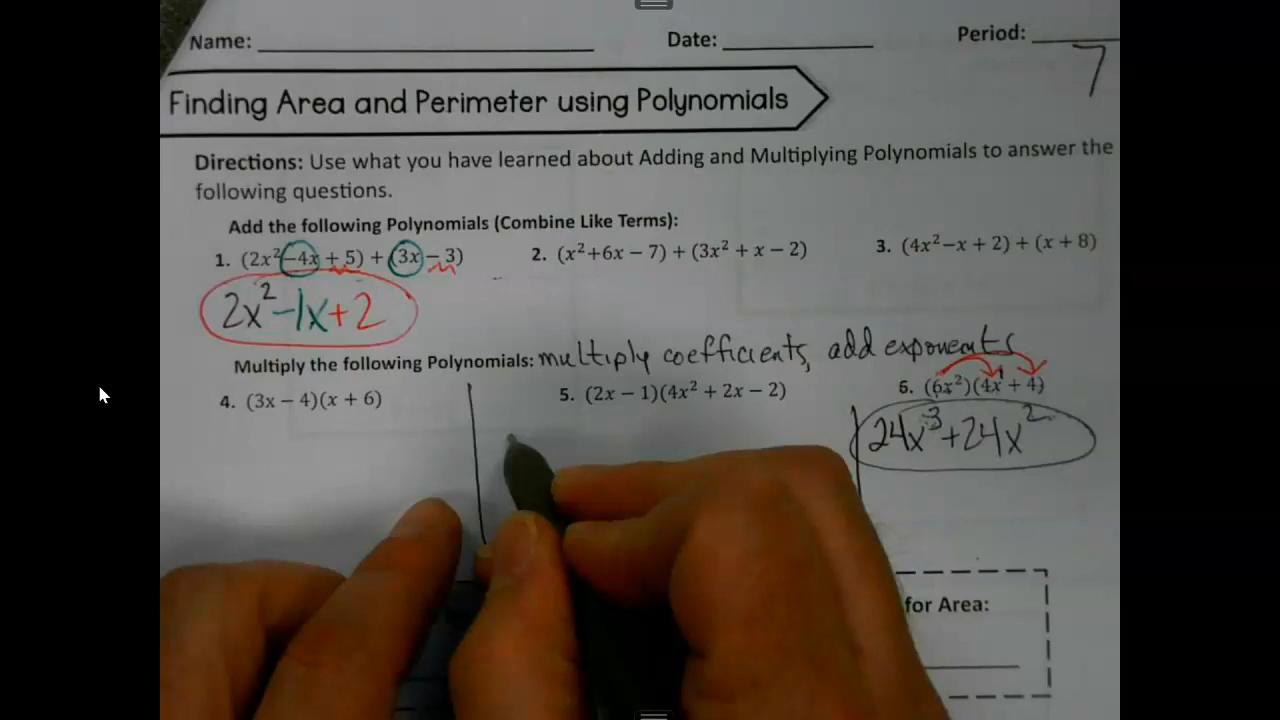 Name: Date: Period:
7
Finding Area and Perimeter using Polynomials
Directions: Use what you have learned about Adding and Multiplying Polynomials to answer the
following questions.
Add the following Polynomials (Combine Like Terms):
1. (2x² −4x + 5) + (3x − 3) 2. (x²+6x − 7) + (3x² + x − 2) 3. (4x²−x + 2) + (x + 8)
2x² -1x +2
Multiply the following Polynomials: multiply coefficients, add exponents
4. (3x − 4)(x + 6) 5. (2x − 1)(4x² + 2x − 2) 6. (6x²)(4x¹ + 4)
24x³+24x²
for Area: